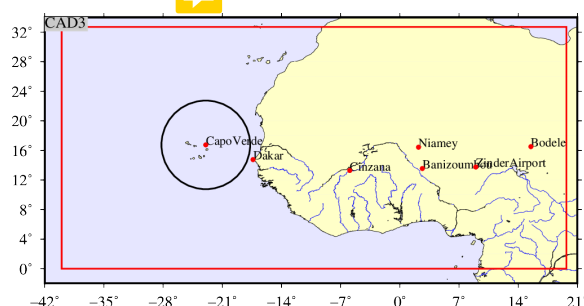 CAD3
32°
28°
24°
20°
16°
12°
8°
4°
0°
CapoVerde
Dakar
Cinzana
Niamey
Banizoumbou
ZinderAirport
Bodele
−42°
−35°
−28°
−21°
−14°
−7°
0°
7°
14°
21